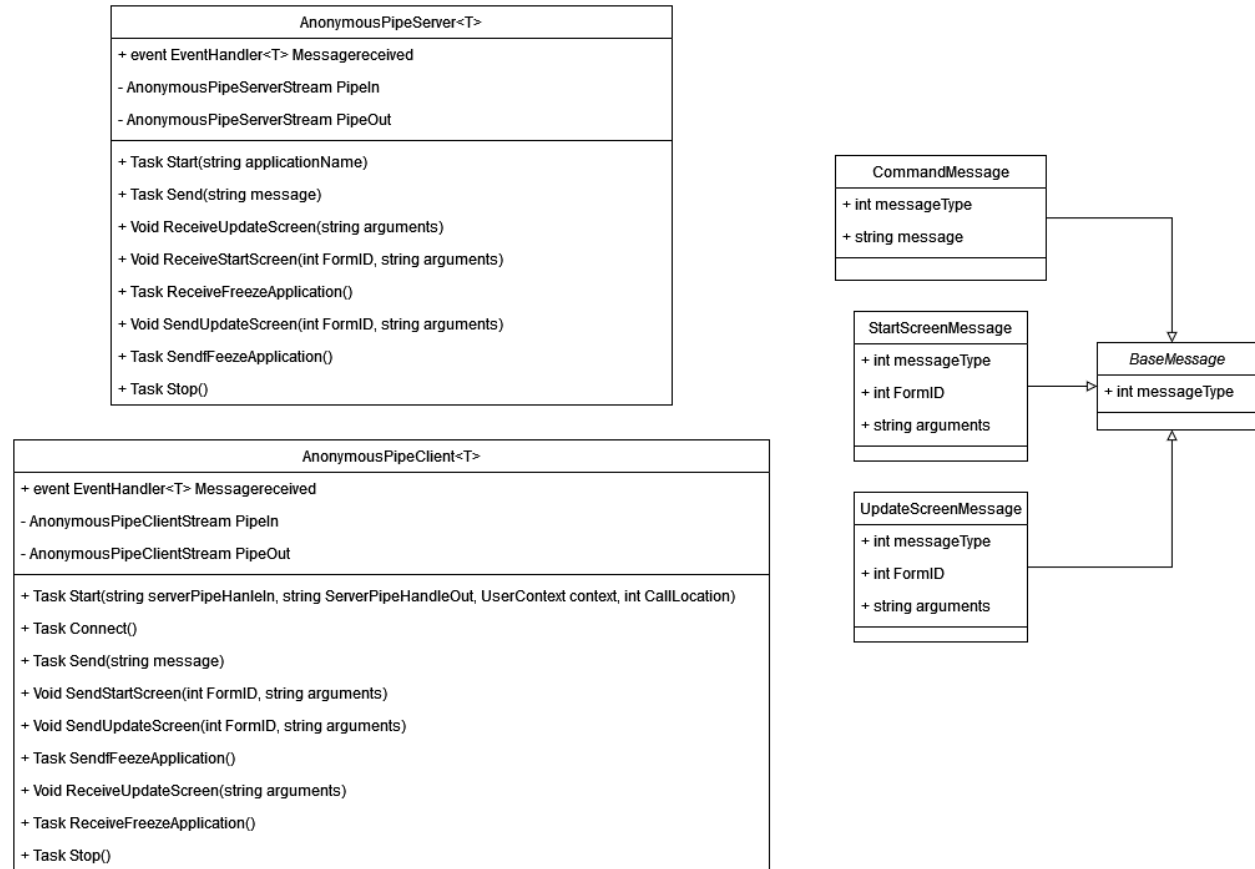 AnonymousPipeServer<T>
+ event EventHandler<T> Messagereceived
- AnonymousPipeServerStream PipeIn
- AnonymousPipeServerStream PipeOut
+ Task Start(string applicationName)
+ Task Send(string message)
+ Void ReceiveUpdateScreen(string arguments)
+ Void ReceiveStartScreen(int FormID, string arguments)
+ Task ReceiveFreezeApplication()
+ Void SendUpdateScreen(int FormID, string arguments)
+ Task SendfFeezeApplication()
+ Task Stop()
AnonymousPipeClient<T>
+ event EventHandler<T> Messagereceived
- AnonymousPipeClientStream PipeIn
- AnonymousPipeClientStream PipeOut
+ Task Start(string serverPipeHanleIn, string ServerPipeHandleOut, UserContext context, int CallLocation)
+ Task Connect()
+ Task Send(string message)
+ Void SendStartScreen(int FormID, string arguments)
+ Void SendUpdateScreen(int FormID, string arguments)
+ Task SendfFeezeApplication()
+ Void ReceiveUpdateScreen(string arguments)
+ Task ReceiveFreezeApplication()
+ Task Stop()
CommandMessage
+ int messageType
+ string message
StartScreenMessage
+ int messageType
+ int FormID
+ string arguments
UpdateScreenMessage
+ int messageType
+ int FormID
+ string arguments
BaseMessage
+ int messageType